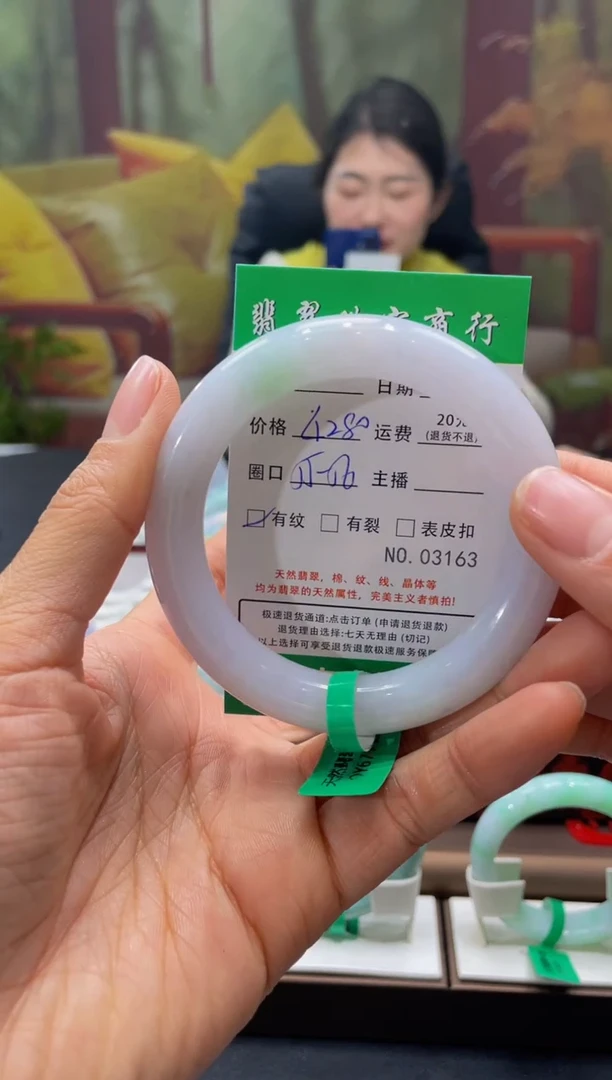 翡翠 商行
日期
价格 1280 运费 20元
(退货不退)
圈口 主播
有纹 有裂 表皮扣
NO.03163
天然翡翠，棉、纹、线、晶体等
均为翡翠的天然属性，完美主义者慎拍!
极速退货通道:点击订单 (申请退货退款)
退货理由选择:七天无理由 (切记)
以上选择可享受退货退款极速服务保障